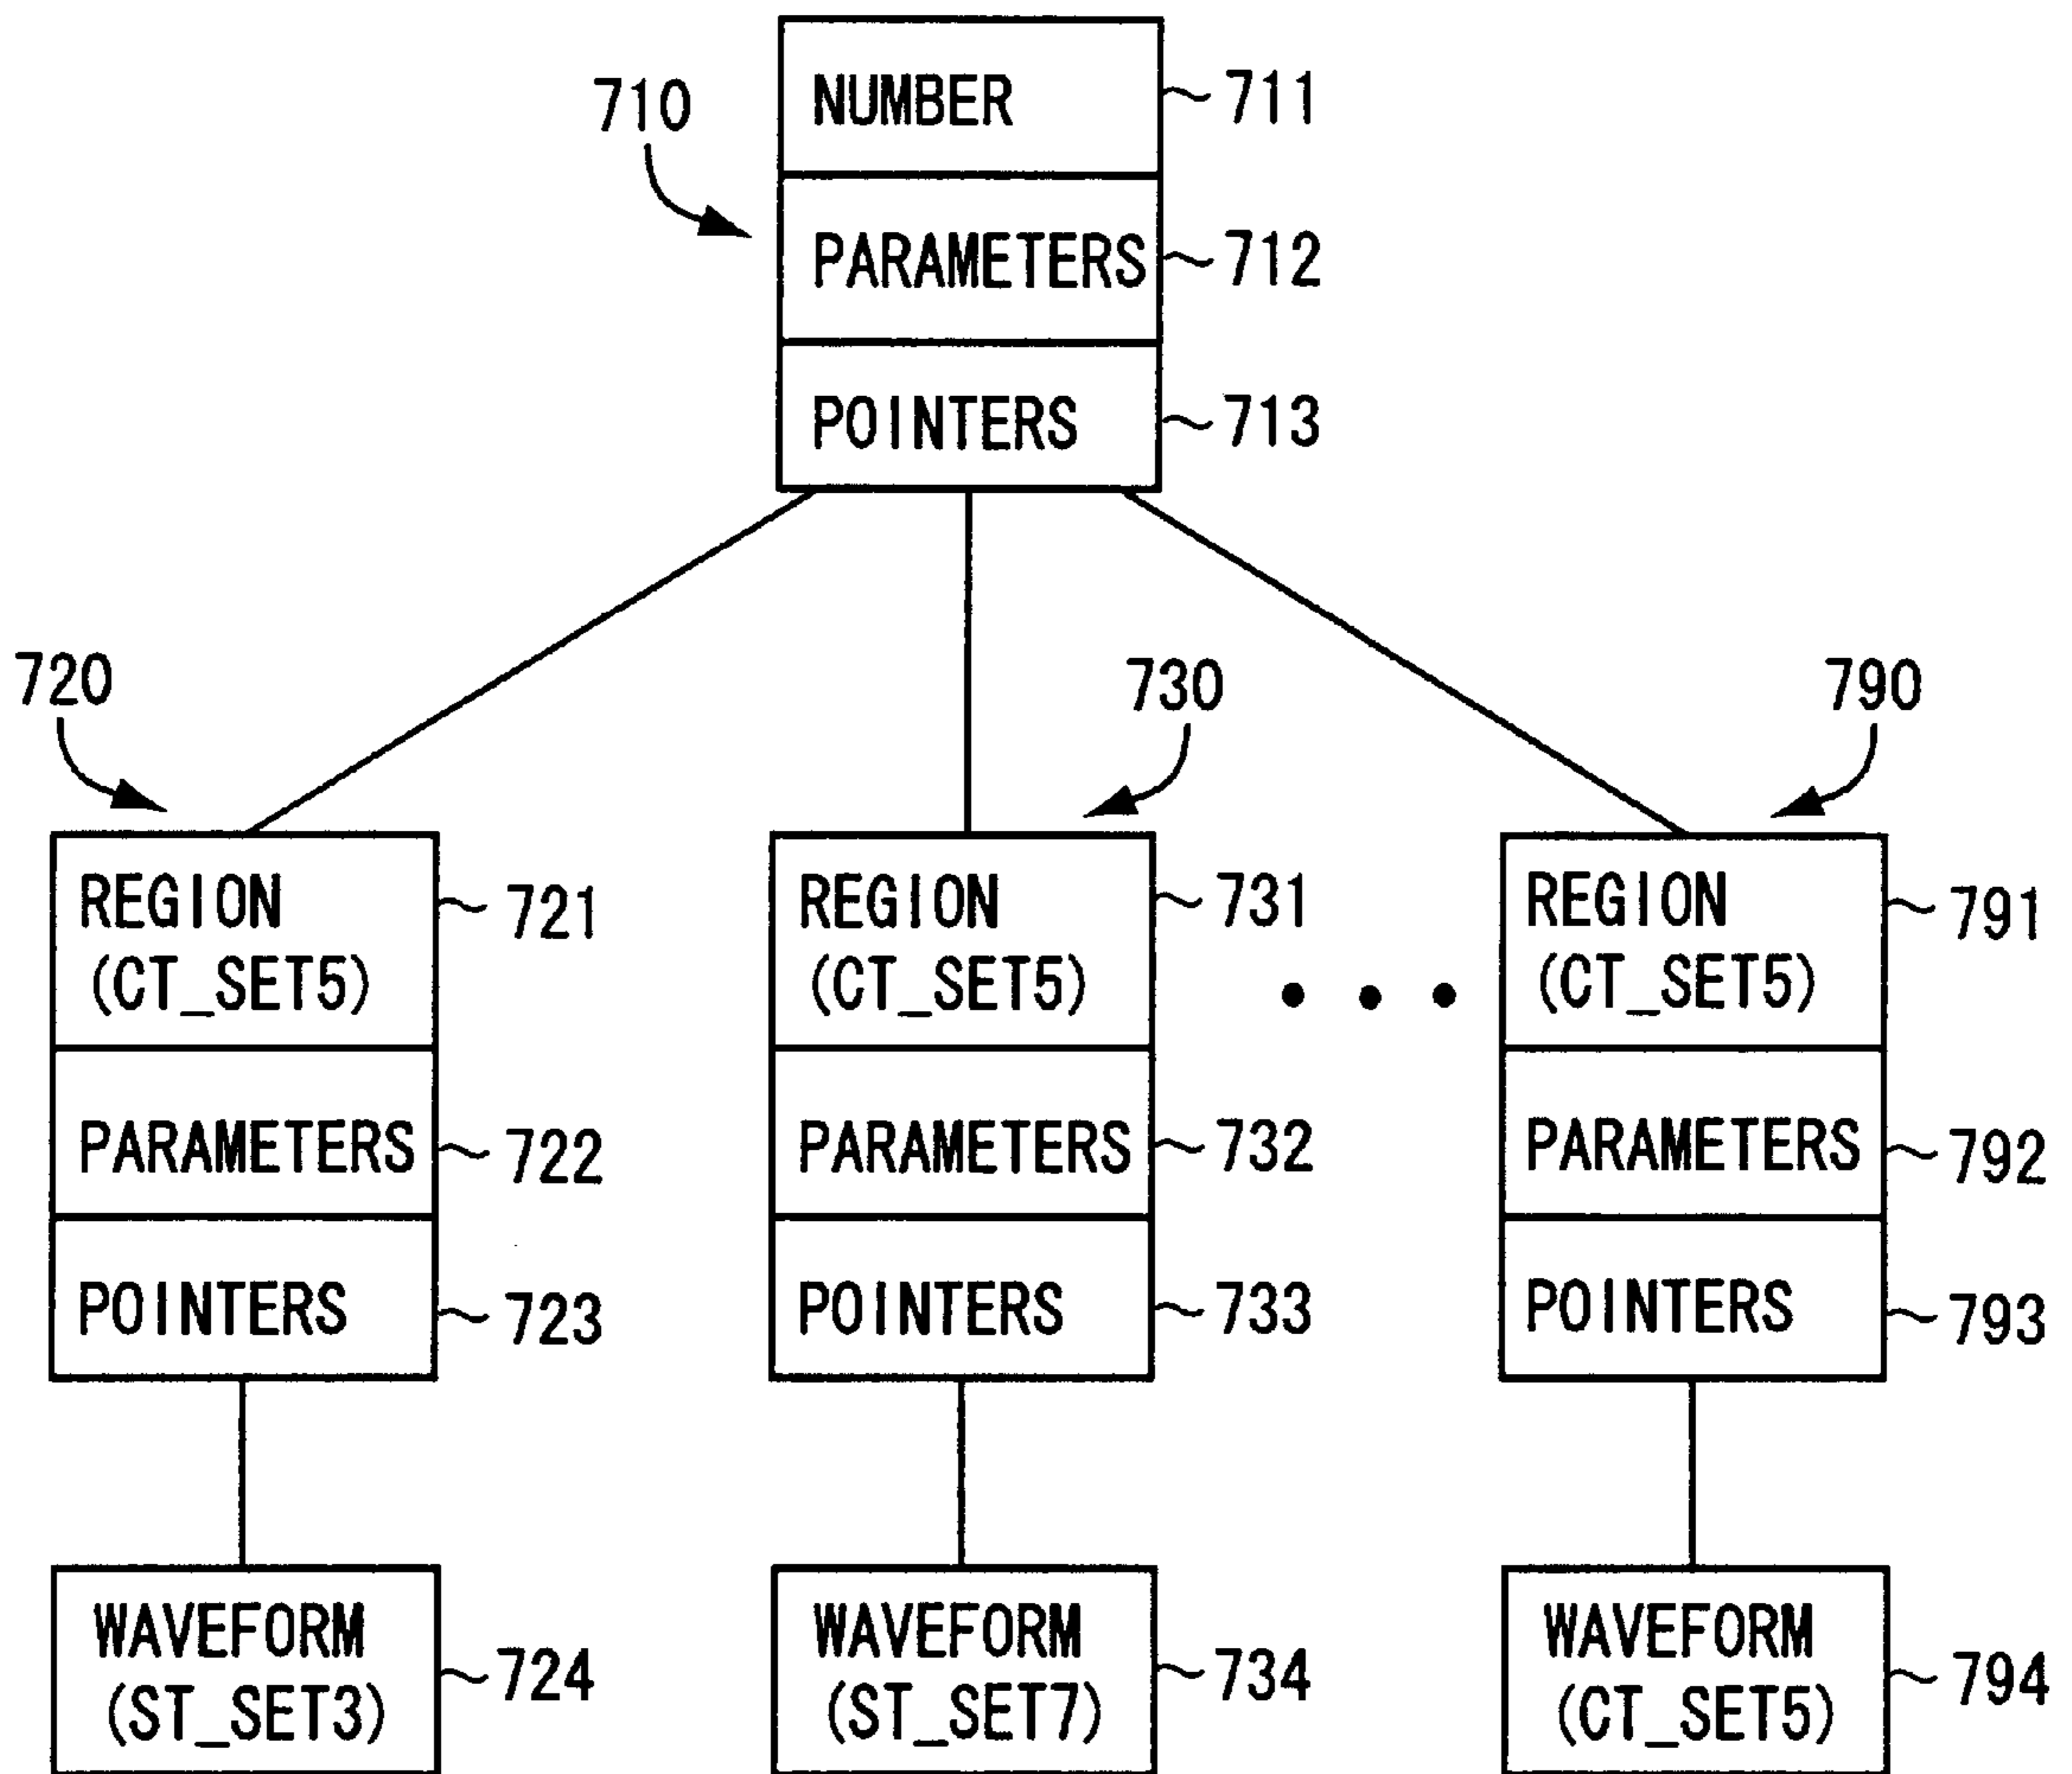 NUMBER
711
710
PARAMETERS
712
POINTERS
713
720
730
790
REGION
(CT_SET5)
721
REGION
(CT_SET5)
731
REGION
(CT_SET5)
791
PARAMETERS
722
PARAMETERS
732
PARAMETERS
792
POINTERS
723
POINTERS
733
POINTERS
793
WAVEFORM
(ST_SET3)
724
WAVEFORM
(ST_SET7)
734
WAVEFORM
(CT_SET5)
794